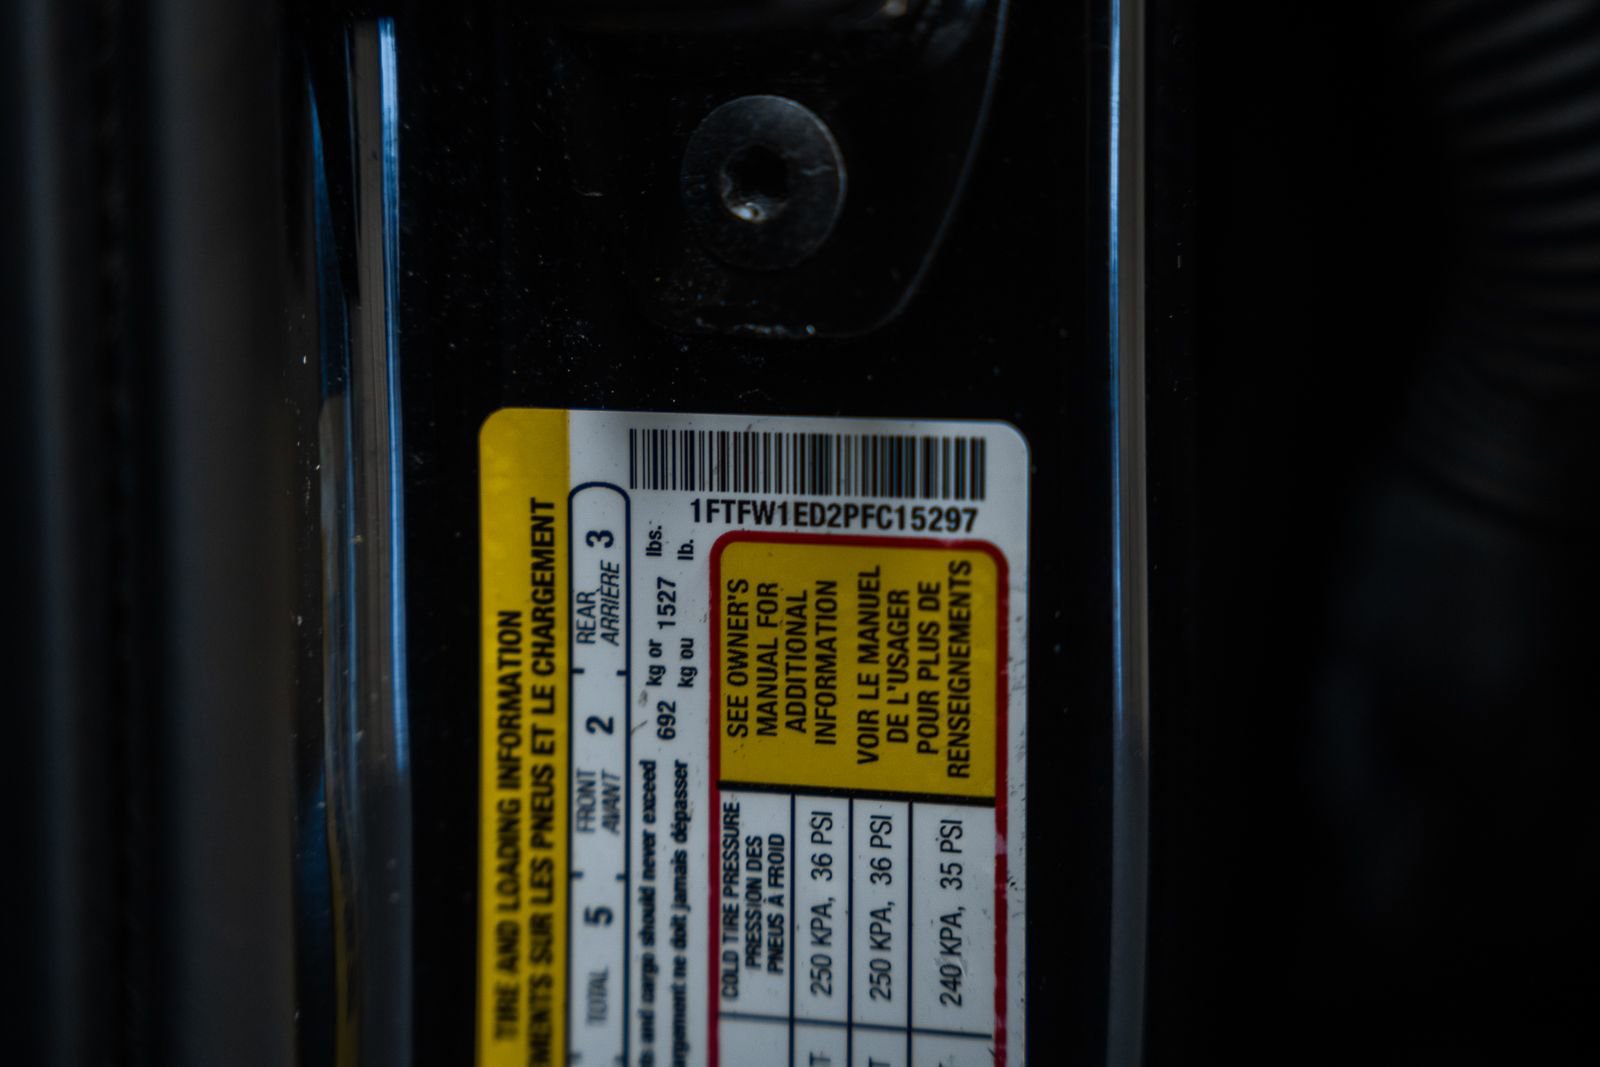 1FTFW1ED2PFC15297
TIRE AND LOADING INFORMATION
MENTS SUR LES PNEUS ET LE CHARGEMENT
TOTAL 5 FRONT 2 REAR 3
AVANT ARRIÈRE
and cargo should never exceed 692 kg or 1527 lbs.
argement ne doit jamais dépasser kg ou lb.
COLD TIRE PRESSURE
PRESSION DES
PNEUS À FROID
250 KPA, 36 PSI
250 KPA, 36 PSI
240 KPA, 35 PSI
SEE OWNER'S
MANUAL FOR
ADDITIONAL
INFORMATION
VOIR LE MANUEL
DE L'USAGER
POUR PLUS DE
RENSEIGNEMENTS